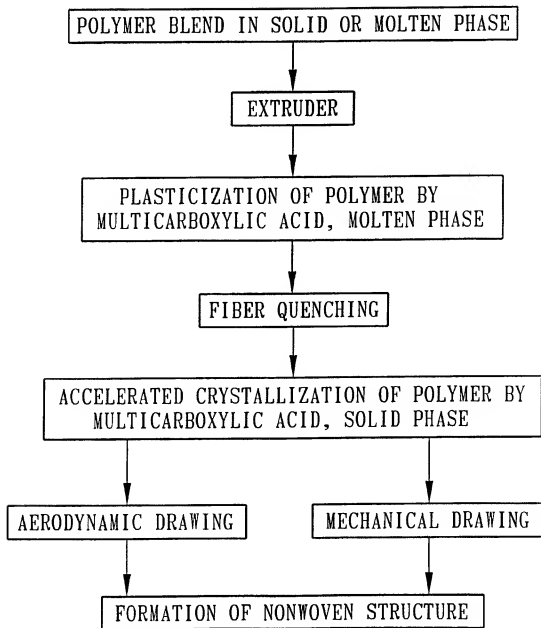 POLYMER BLEND IN SOLID OR MOLTEN PHASE
EXTRUDER
PLASTICIZATION OF POLYMER BY
MULTICARBOXYLIC ACID, MOLTEN PHASE
FIBER QUENCHING
ACCELERATED CRYSTALLIZATION OF POLYMER BY
MULTICARBOXYLIC ACID, SOLID PHASE
AERODYNAMIC DRAWING
MECHANICAL DRAWING
FORMATION OF NONWOVEN STRUCTURE